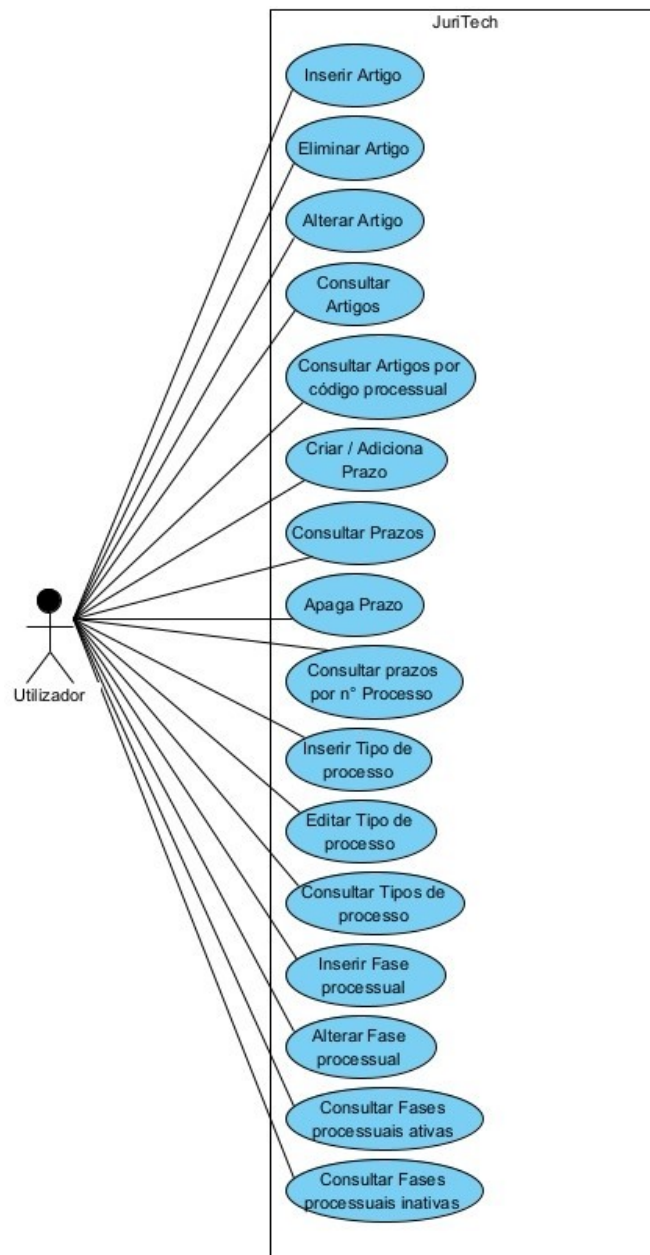 JuriTech
Inserir Artigo
Eliminar Artigo
Alterar Artigo
Consultar
Artigos
Consultar Artigos por
código processual
Criar / Adiciona
Prazo
Consultar Prazos
Apaga Prazo
Consultar prazos
por n° Processo
Utilizador
Inserir Tipo de
processo
Editar Tipo de
processo
Consultar Tipos de
processo
Inserir Fase
processual
Alterar Fase
processual
Consultar Fases
processuais ativas
Consultar Fases
processuais inativas